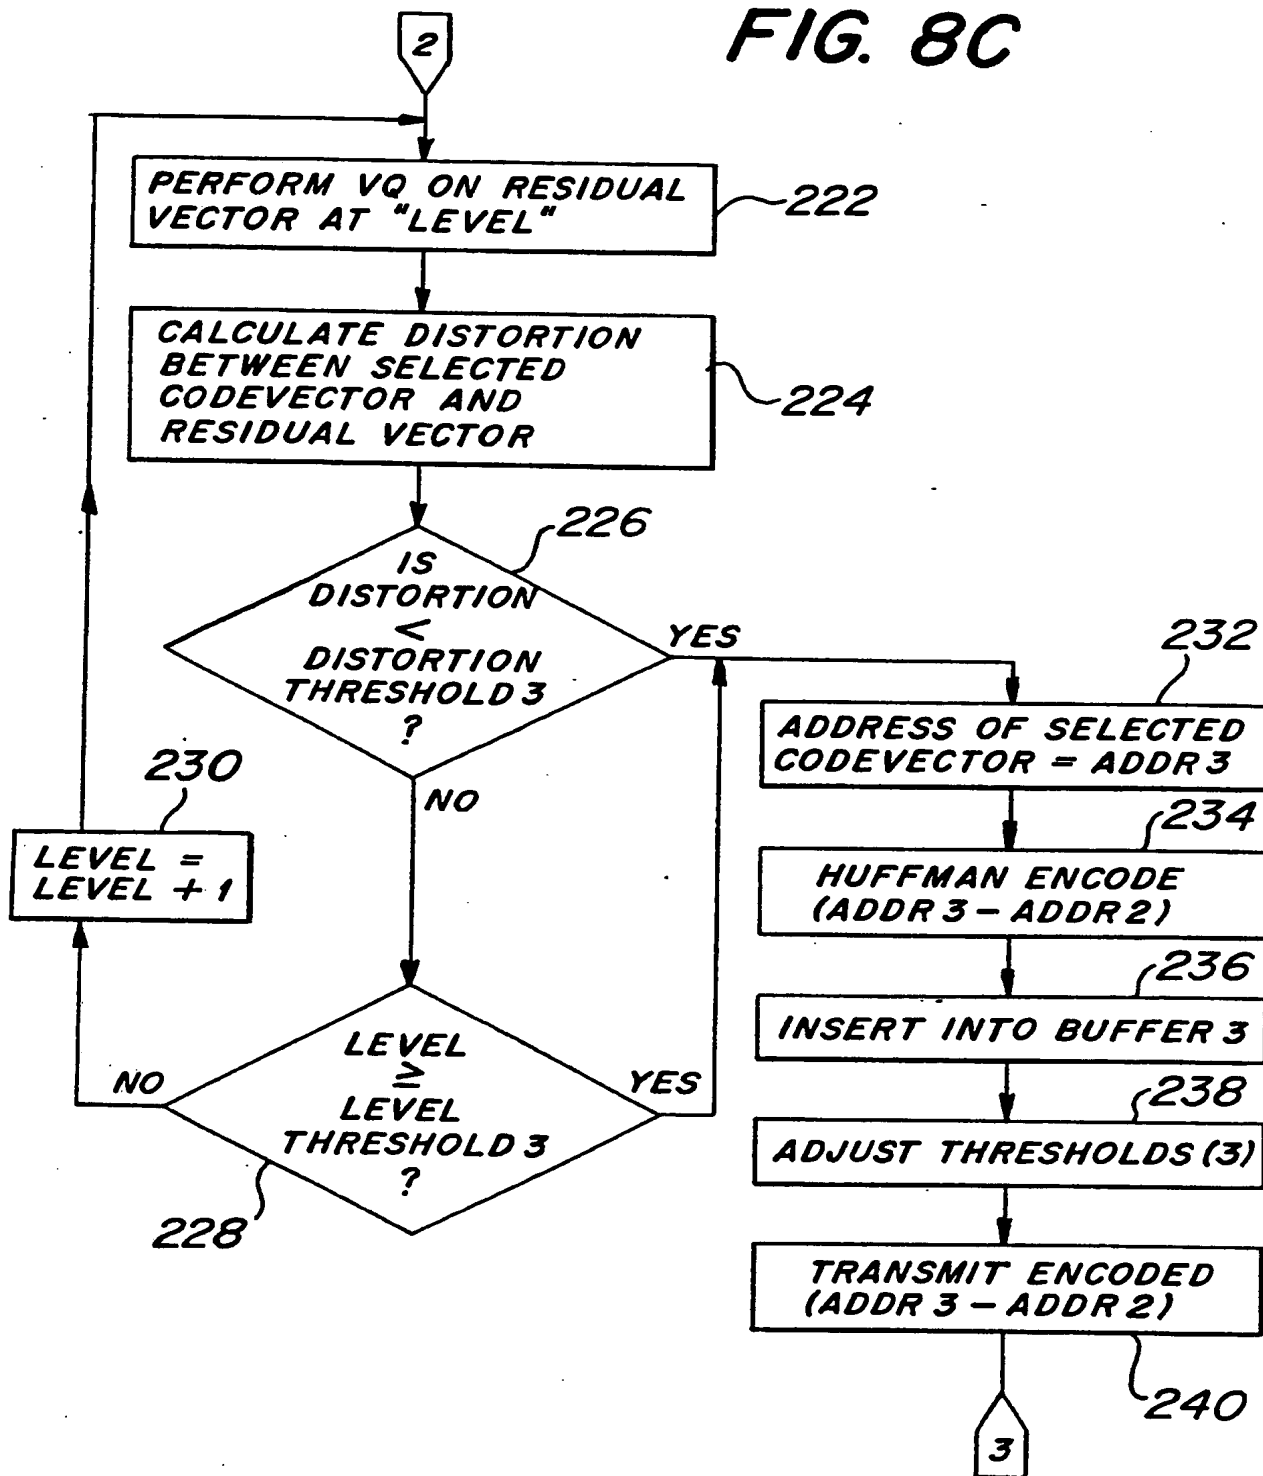 FIG. 8C
2
PERFORM VQ ON RESIDUAL
VECTOR AT "LEVEL"
222
CALCULATE DISTORTION
BETWEEN SELECTED
CODEVECTOR AND
RESIDUAL VECTOR
224
226
IS
DISTORTION
<
DISTORTION
THRESHOLD 3
?
YES
NO
230
LEVEL =
LEVEL + 1
LEVEL
≥
LEVEL
THRESHOLD 3
?
NO
YES
228
232
ADDRESS OF SELECTED
CODEVECTOR = ADDR 3
234
HUFFMAN ENCODE
(ADDR 3 - ADDR 2)
236
INSERT INTO BUFFER 3
238
ADJUST THRESHOLDS (3)
TRANSMIT ENCODED
(ADDR 3 - ADDR 2)
240
3